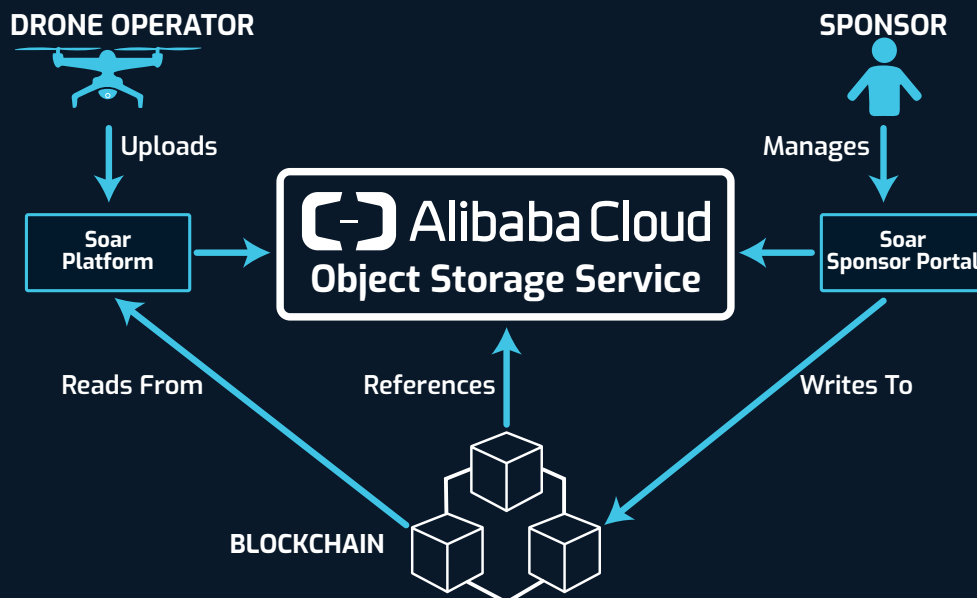 DRONE OPERATOR
SPONSOR
Uploads
Manages
Soar
Platform
Alibaba Cloud
Object Storage Service
Soar
Sponsor Portal
Reads From
References
Writes To
BLOCKCHAIN